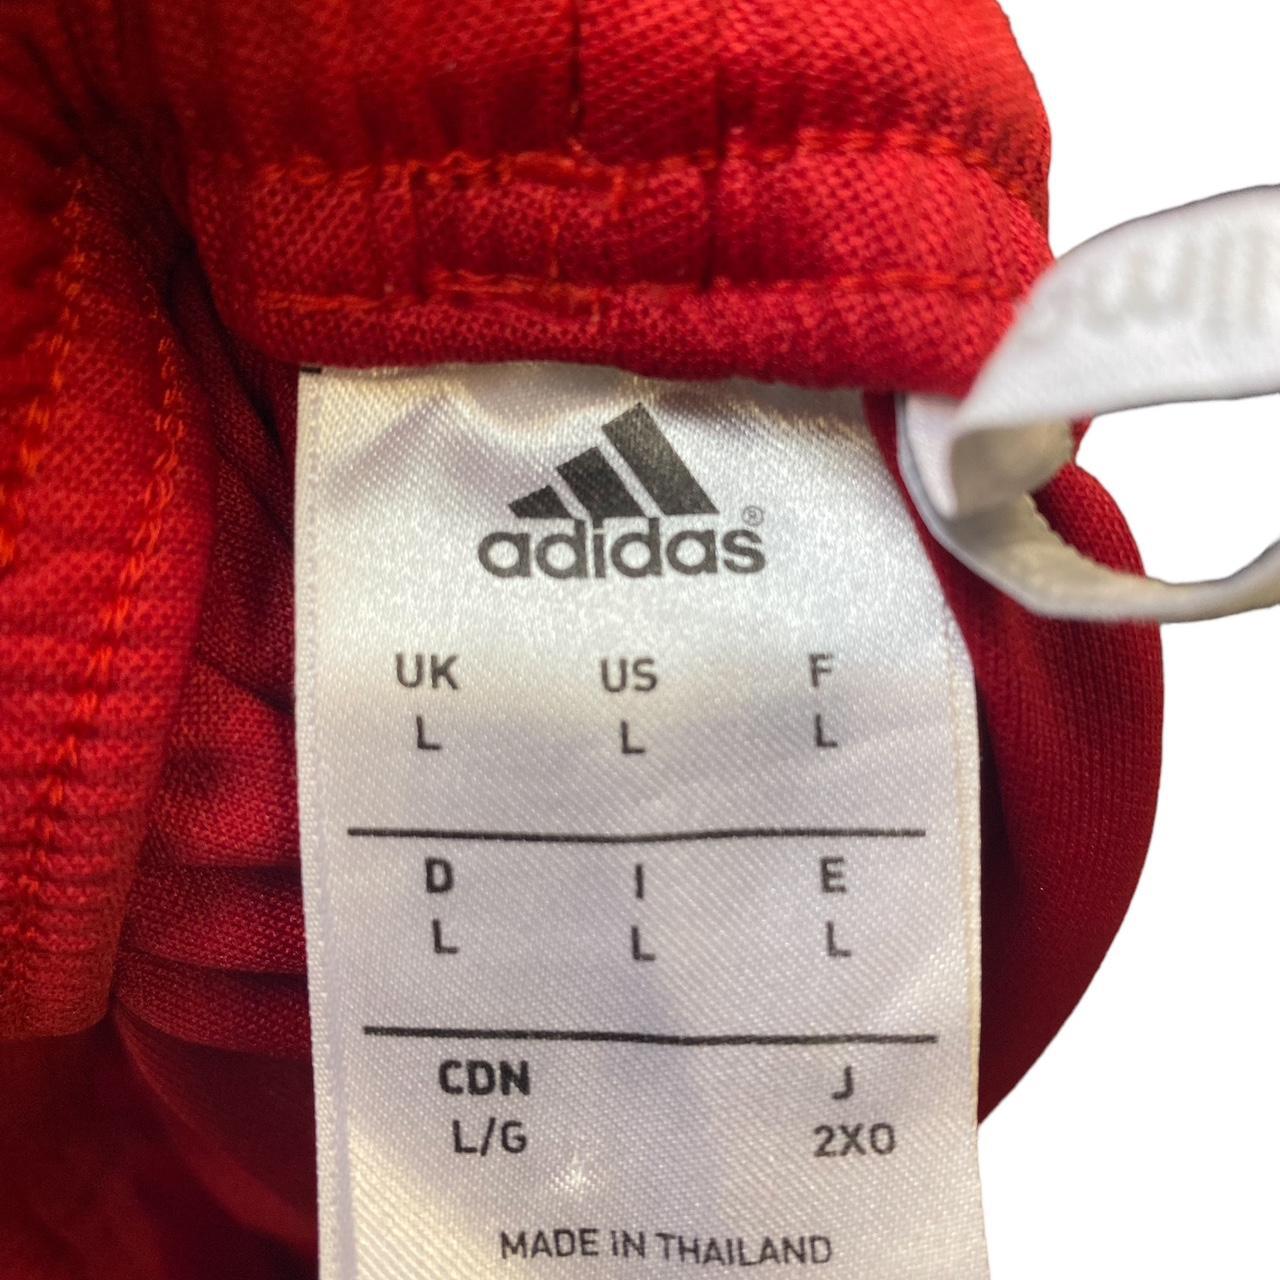 adidas®
UK US F
L L L
D I E
L L L
CDN J
L/G 2XO
MADE IN THAILAND